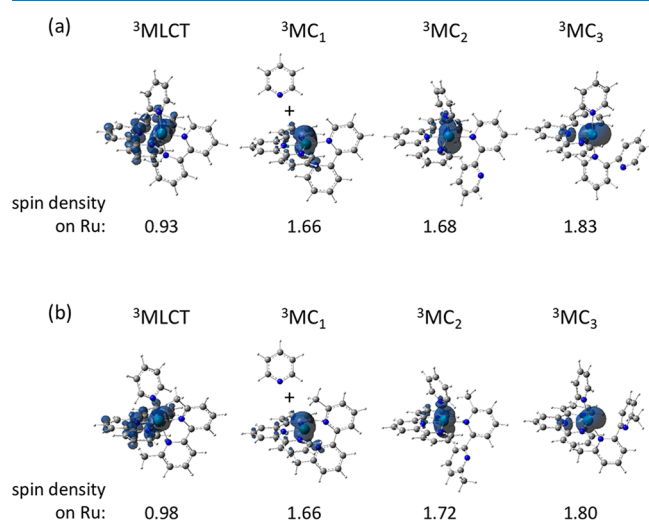 (a) ³MLCT ³MC₁ ³MC₂ ³MC₃
+
spin density
on Ru: 0.93 1.66 1.68 1.83
(b) ³MLCT ³MC₁ ³MC₂ ³MC₃
+
spin density
on Ru: 0.98 1.66 1.72 1.80